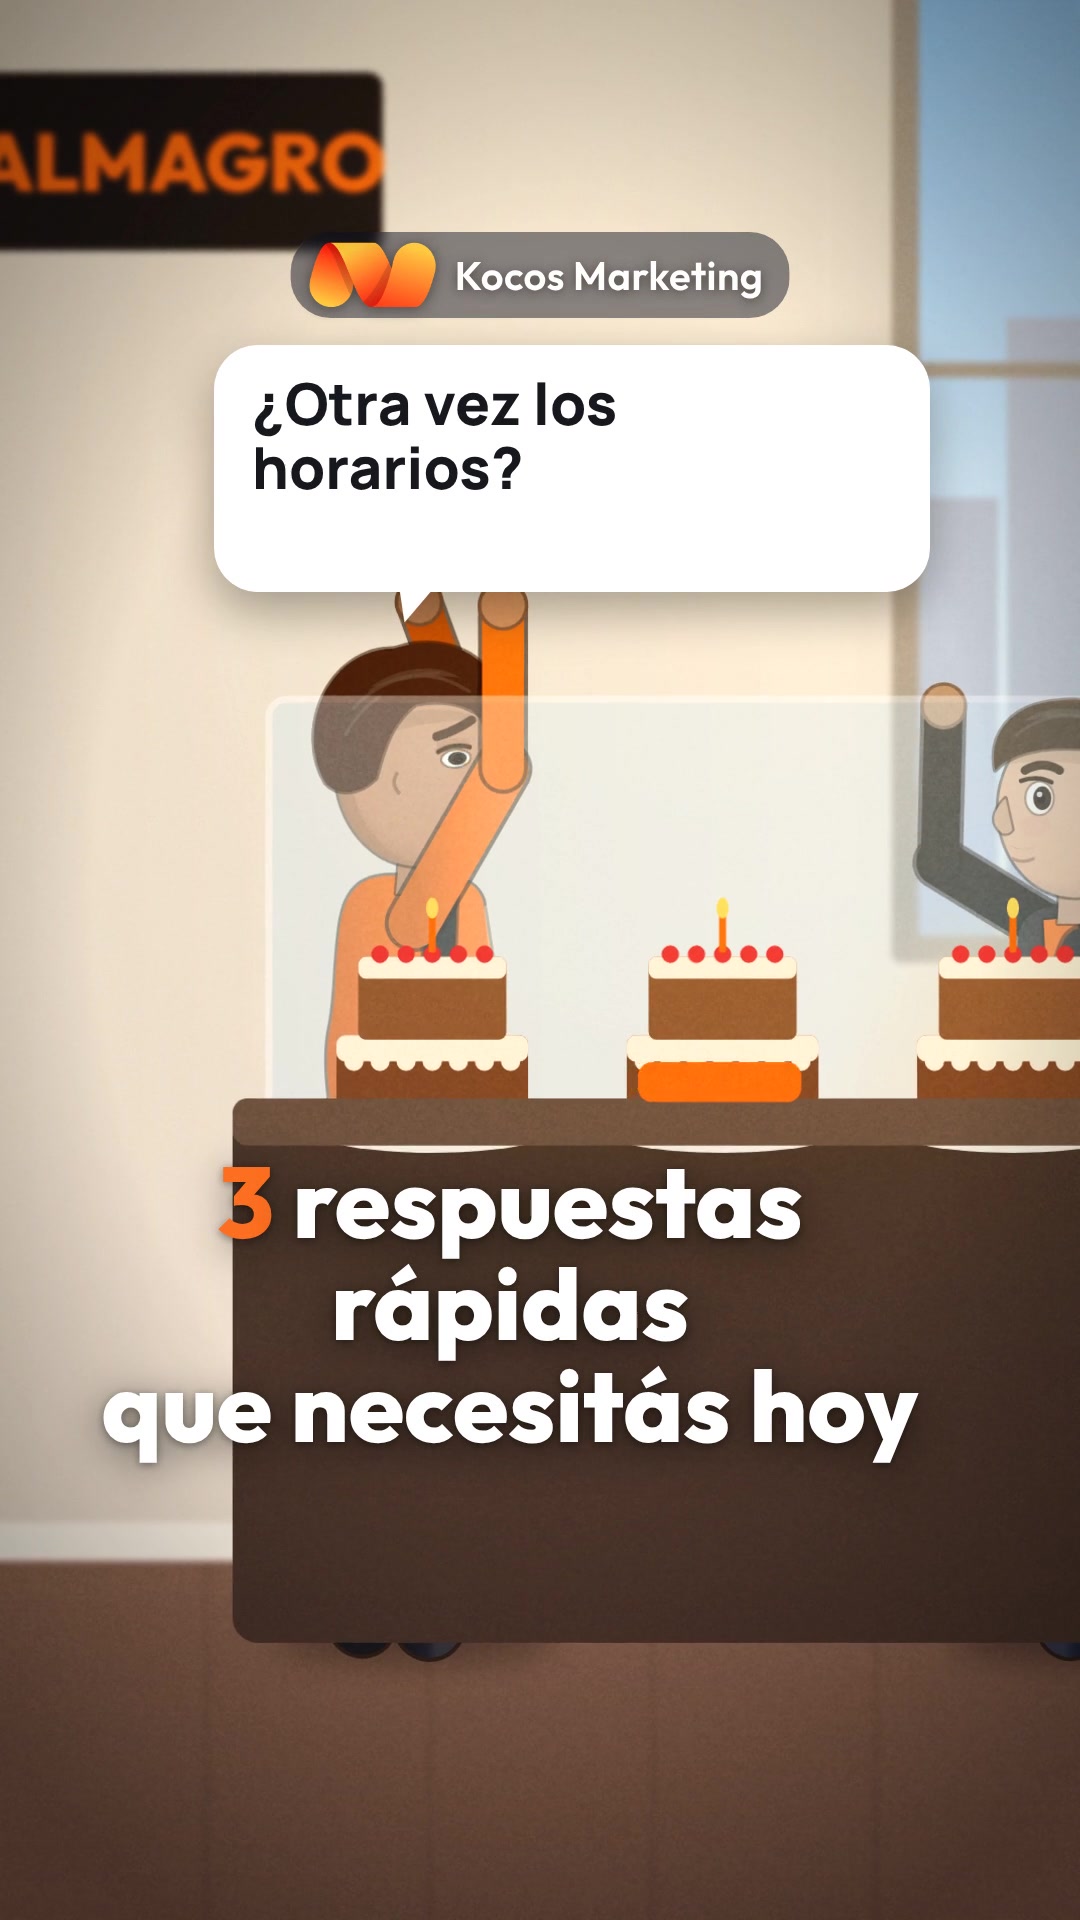 ALMAGRO
Kocos Marketing
¿Otra vez los
horarios?
3 respuestas
rápidas
que necesitás hoy